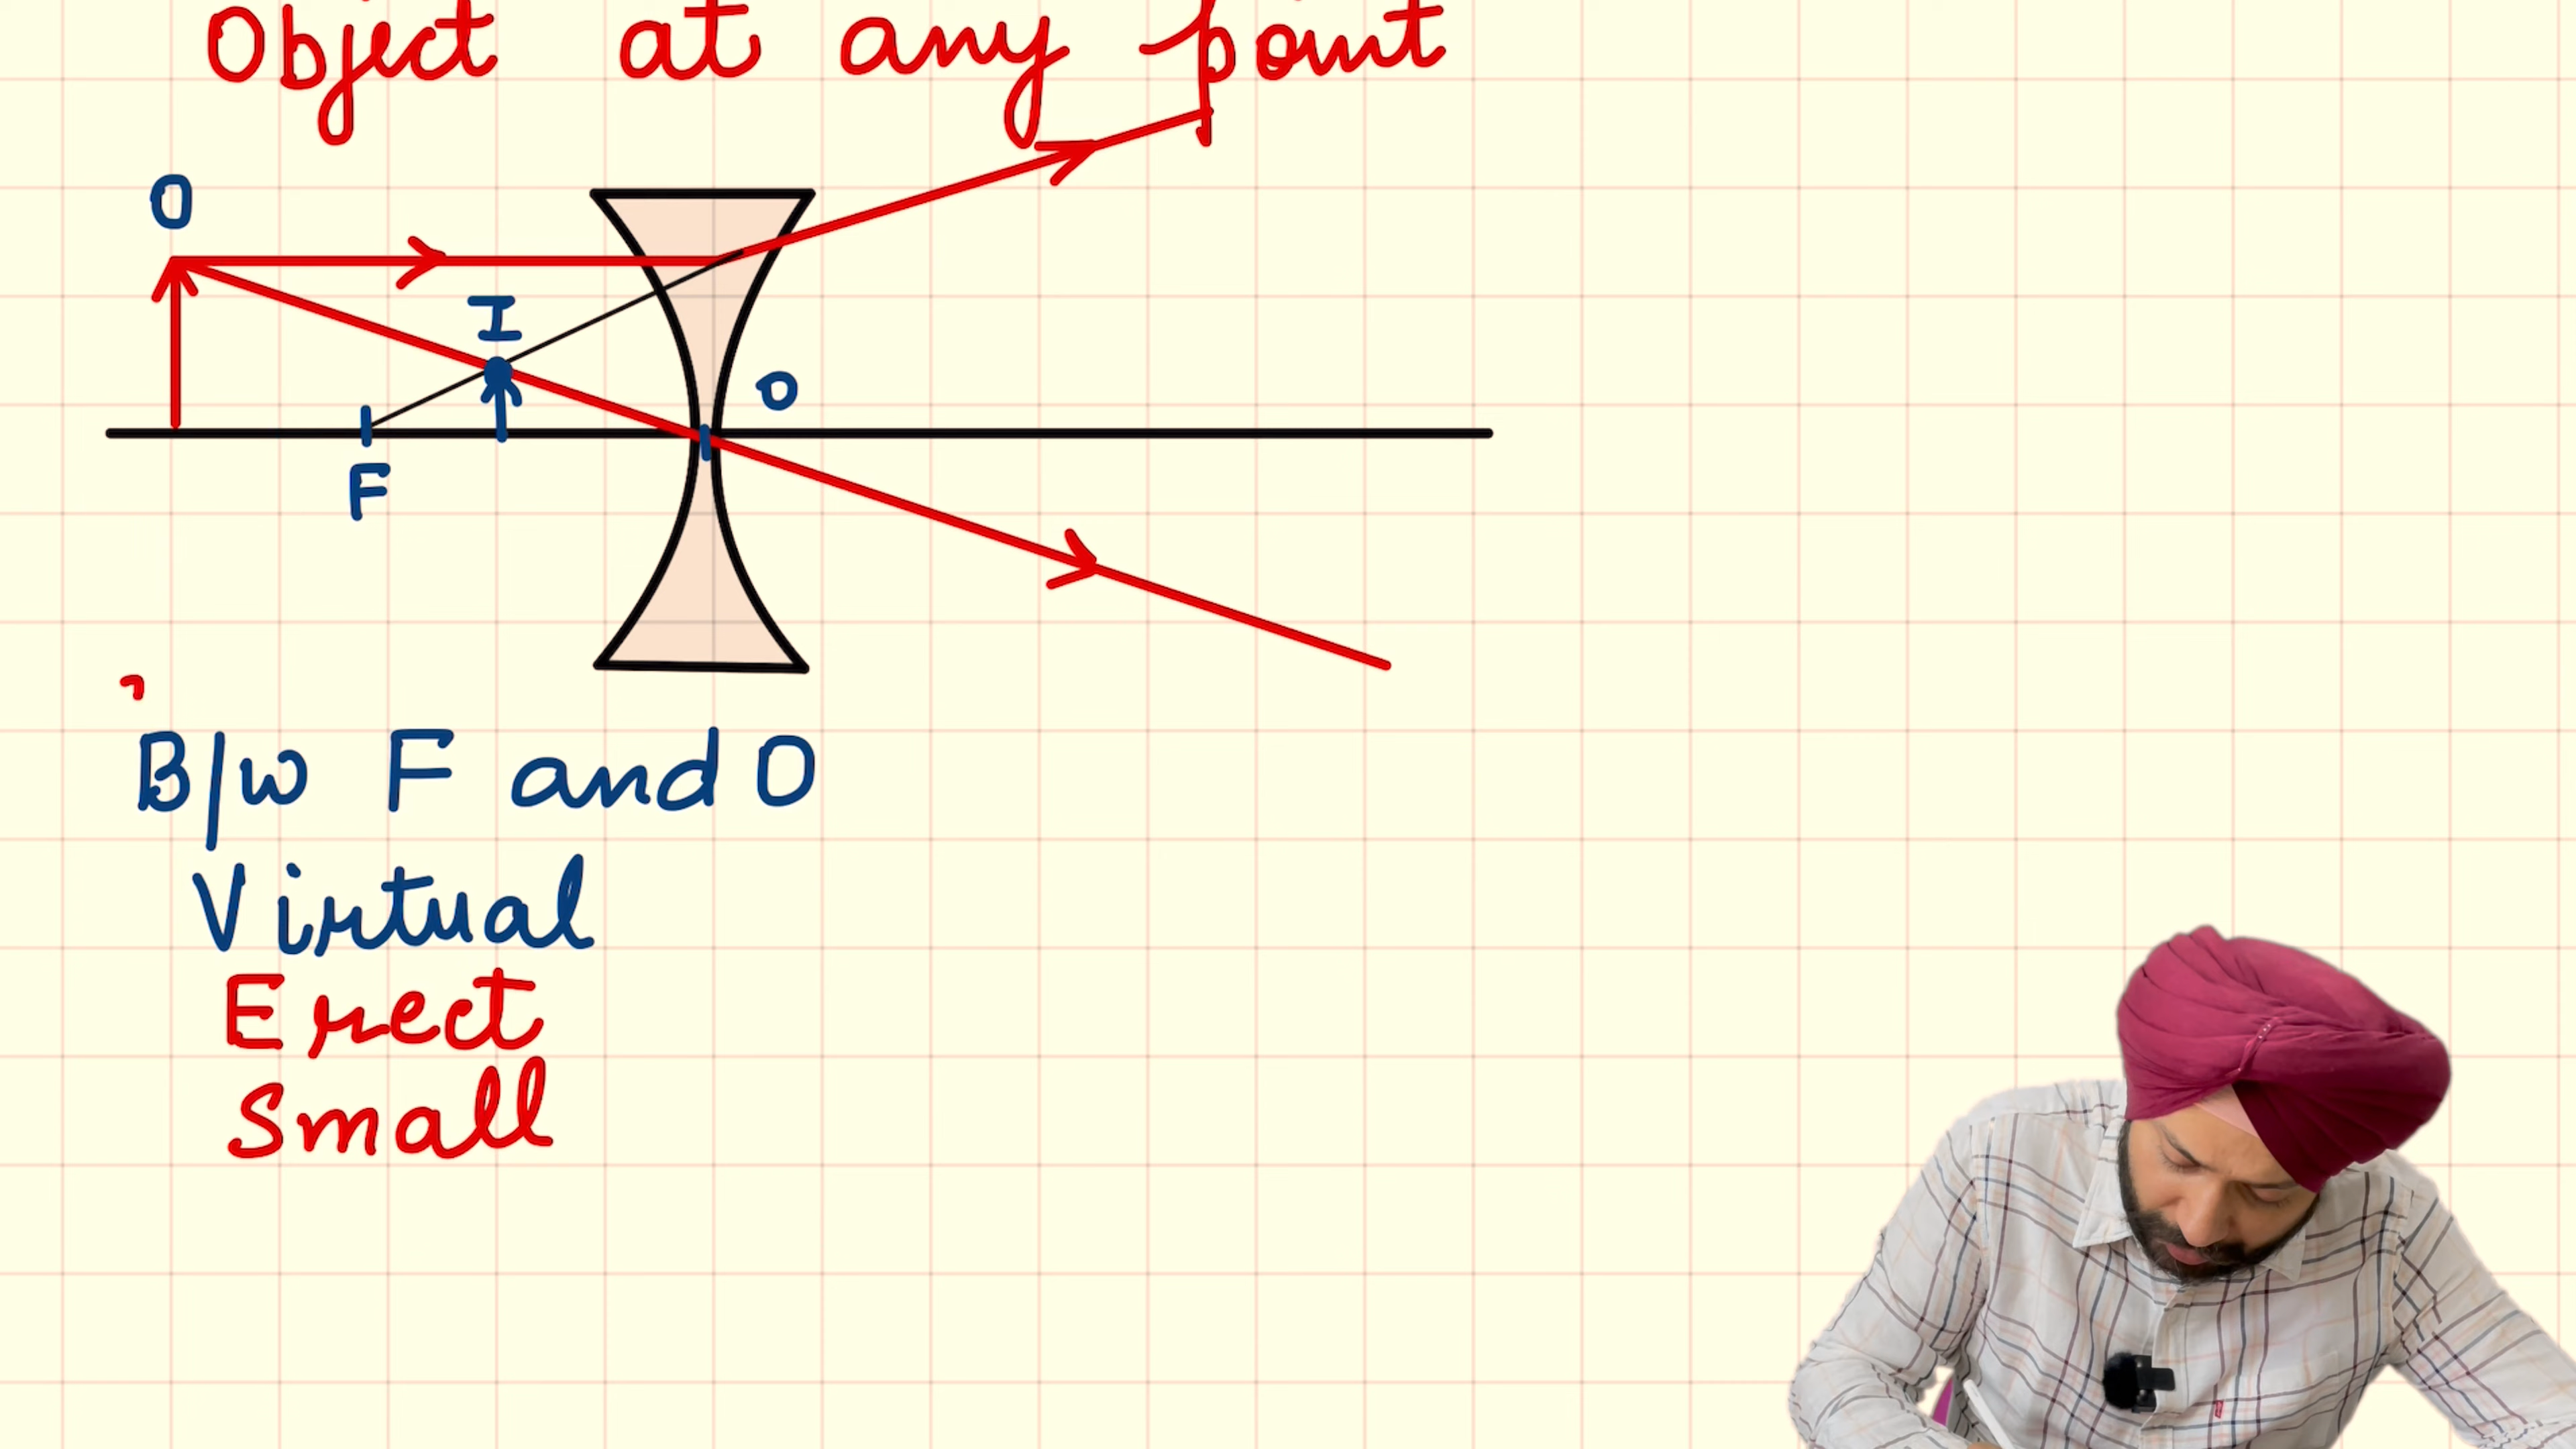 Object at any point
O
I
O
F
B/w F and O
Virtual
Erect
Small